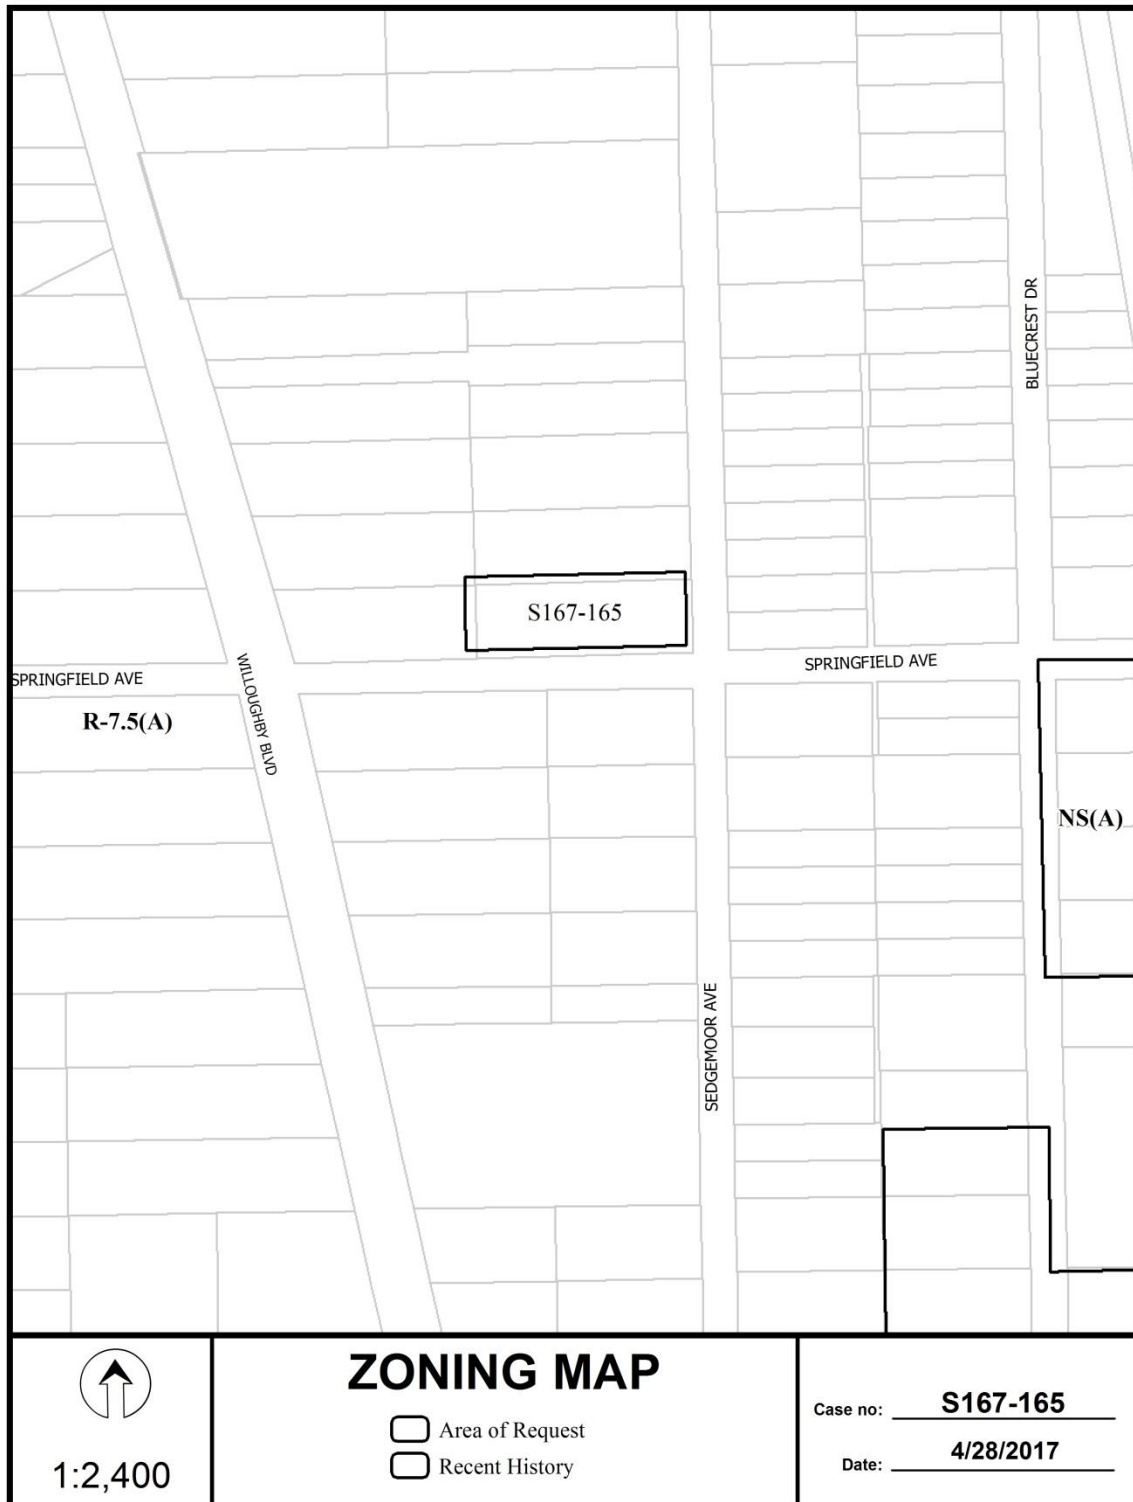 BLUECREST DR
S167-165
SPRINGFIELD AVE
SPRINGFIELD AVE
WILLOUGHBY BLVD
R-7.5(A)
NS(A)
SEDGEMOOR AVE
1:2,400
ZONING MAP
Area of Request
Recent History
Case no: S167-165
Date: 4/28/2017